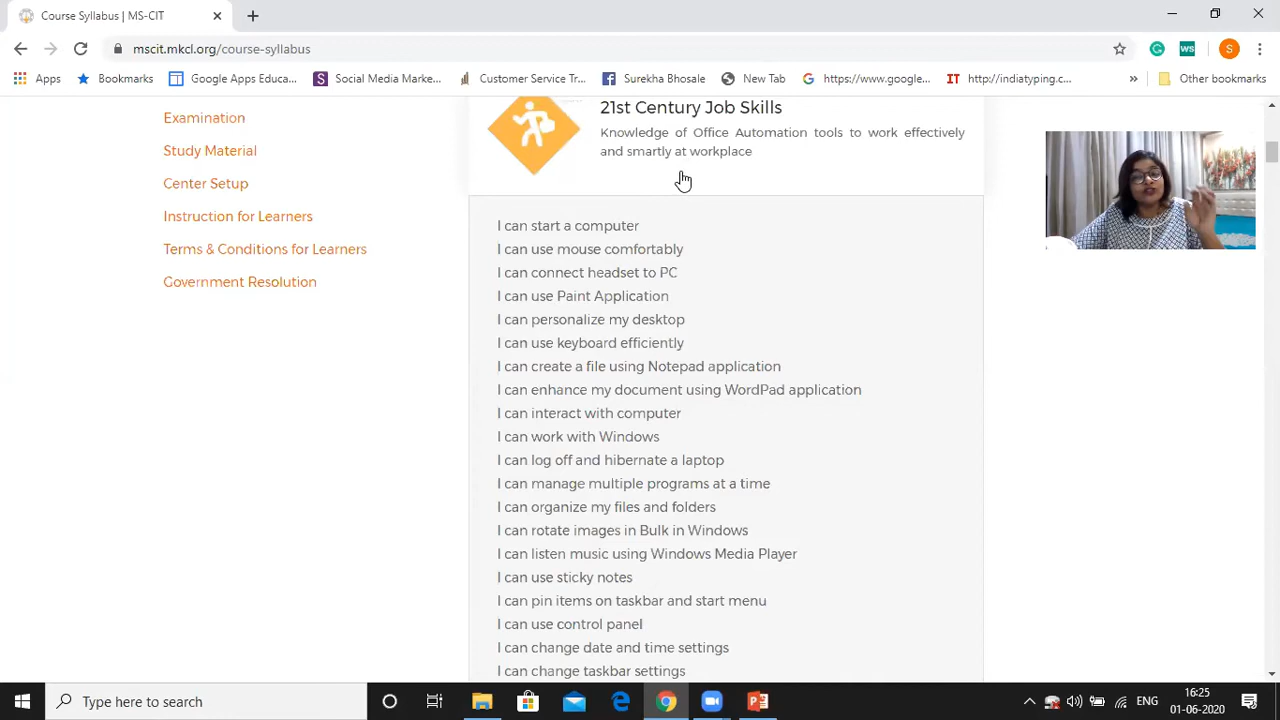 Course Syllabus | MS-CIT
mscit.mkcl.org/course-syllabus
Apps
Bookmarks
Google Apps Educa...
Social Media Marke...
Customer Service Tr...
Surekha Bhosale
New Tab
https://www.google...
http://indiatyping.c...
Other bookmarks
Examination
Study Material
Center Setup
Instruction for Learners
Terms & Conditions for Learners
Government Resolution
21st Century Job Skills
Knowledge of Office Automation tools to work effectively
and smartly at workplace
I can start a computer
I can use mouse comfortably
I can connect headset to PC
I can use Paint Application
I can personalize my desktop
I can use keyboard efficiently
I can create a file using Notepad application
I can enhance my document using WordPad application
I can interact with computer
I can work with Windows
I can log off and hibernate a laptop
I can manage multiple programs at a time
I can organize my files and folders
I can rotate images in Bulk in Windows
I can listen music using Windows Media Player
I can use sticky notes
I can pin items on taskbar and start menu
I can use control panel
I can change date and time settings
I can change taskbar settings
Type here to search
ENG
16:25
01-06-2020